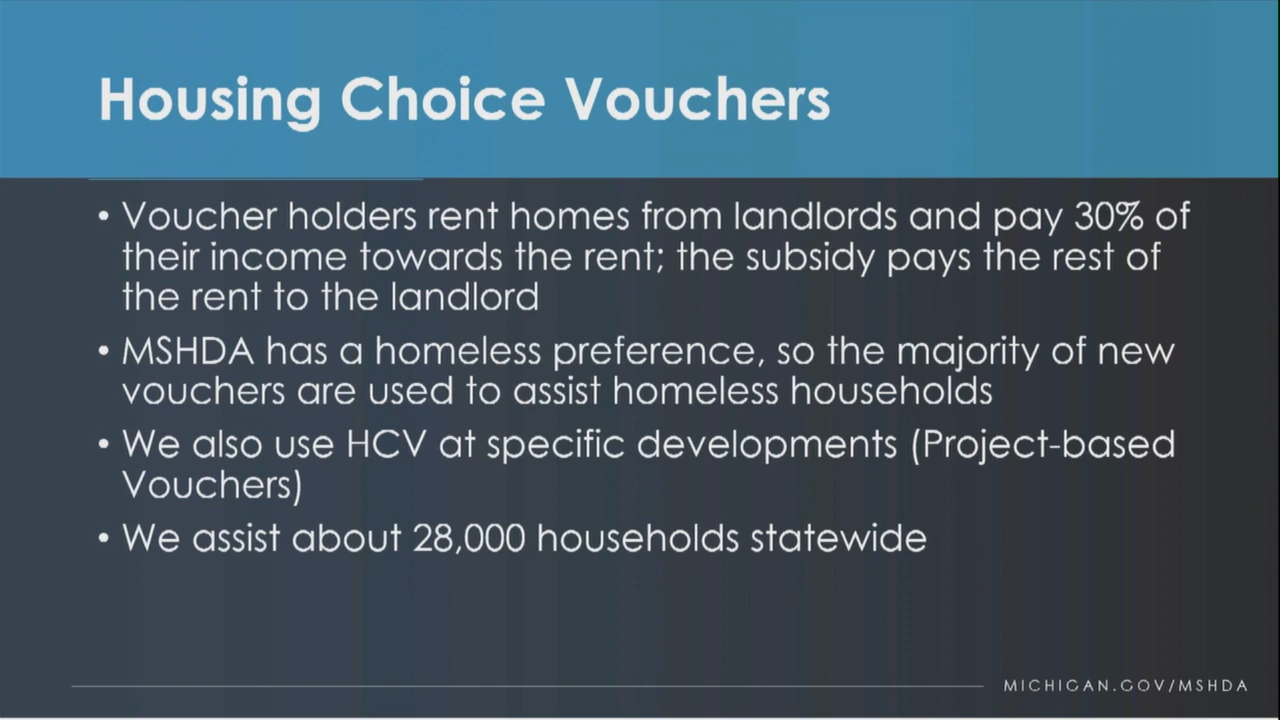 Housing Choice Vouchers
• Voucher holders rent homes from landlords and pay 30% of
their income towards the rent; the subsidy pays the rest of
the rent to the landlord
• MSHDA has a homeless preference, so the majority of new
vouchers are used to assist homeless households
• We also use HCV at specific developments (Project-based
Vouchers)
• We assist about 28,000 households statewide
MICHIGAN.GOV/MSHDA